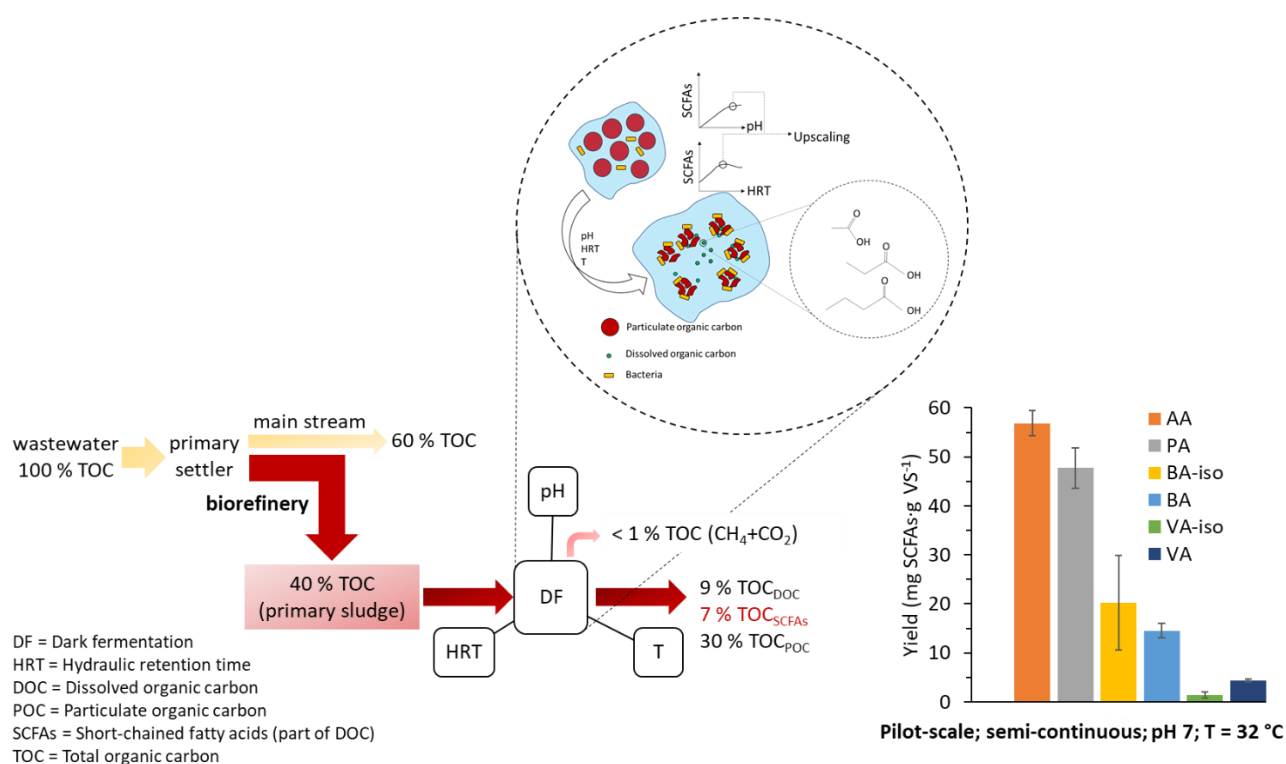 SCFAs
pH
Upscaling
SCFAs
HRT
pH
HRT
T
O
OH
O
OH
O
OH
Particulate organic carbon
Dissolved organic carbon
Bacteria
wastewater
100 % TOC
primary
settler
main stream
60 % TOC
biorefinery
40 % TOC
(primary sludge)
pH
DF
HRT
T
< 1 % TOC (CH₄+CO₂)
9 % TOC_DOC
7 % TOC_SCFAs
30 % TOC_POC
DF = Dark fermentation
HRT = Hydraulic retention time
DOC = Dissolved organic carbon
POC = Particulate organic carbon
SCFAs = Short-chained fatty acids (part of DOC)
TOC = Total organic carbon
Yield (mg SCFAs·g VS⁻¹)
60
50
40
30
20
10
0
AA
PA
BA-iso
BA
VA-iso
VA
Pilot-scale; semi-continuous; pH 7; T = 32 °C